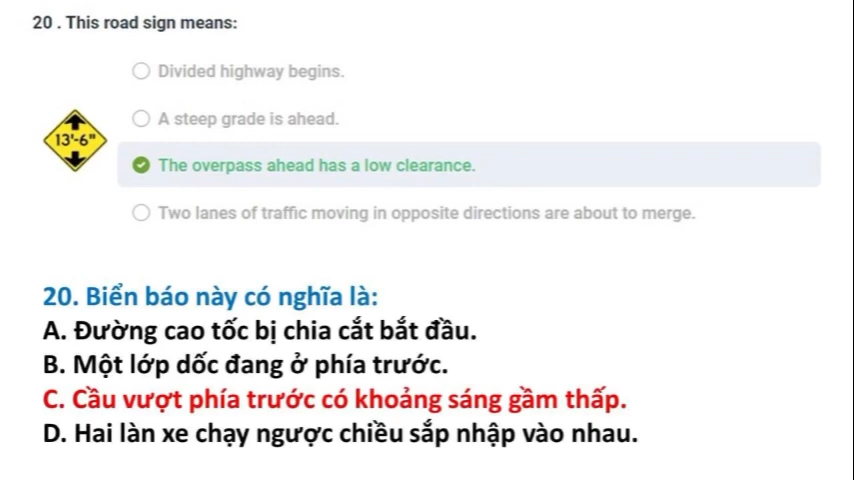 20 . This road sign means:
Divided highway begins.
A steep grade is ahead.
13'-6"
The overpass ahead has a low clearance.
Two lanes of traffic moving in opposite directions are about to merge.
20. Biển báo này có nghĩa là:
A. Đường cao tốc bị chia cắt bắt đầu.
B. Một lớp dốc đang ở phía trước.
C. Cầu vượt phía trước có khoảng sáng gầm thấp.
D. Hai làn xe chạy ngược chiều sắp nhập vào nhau.